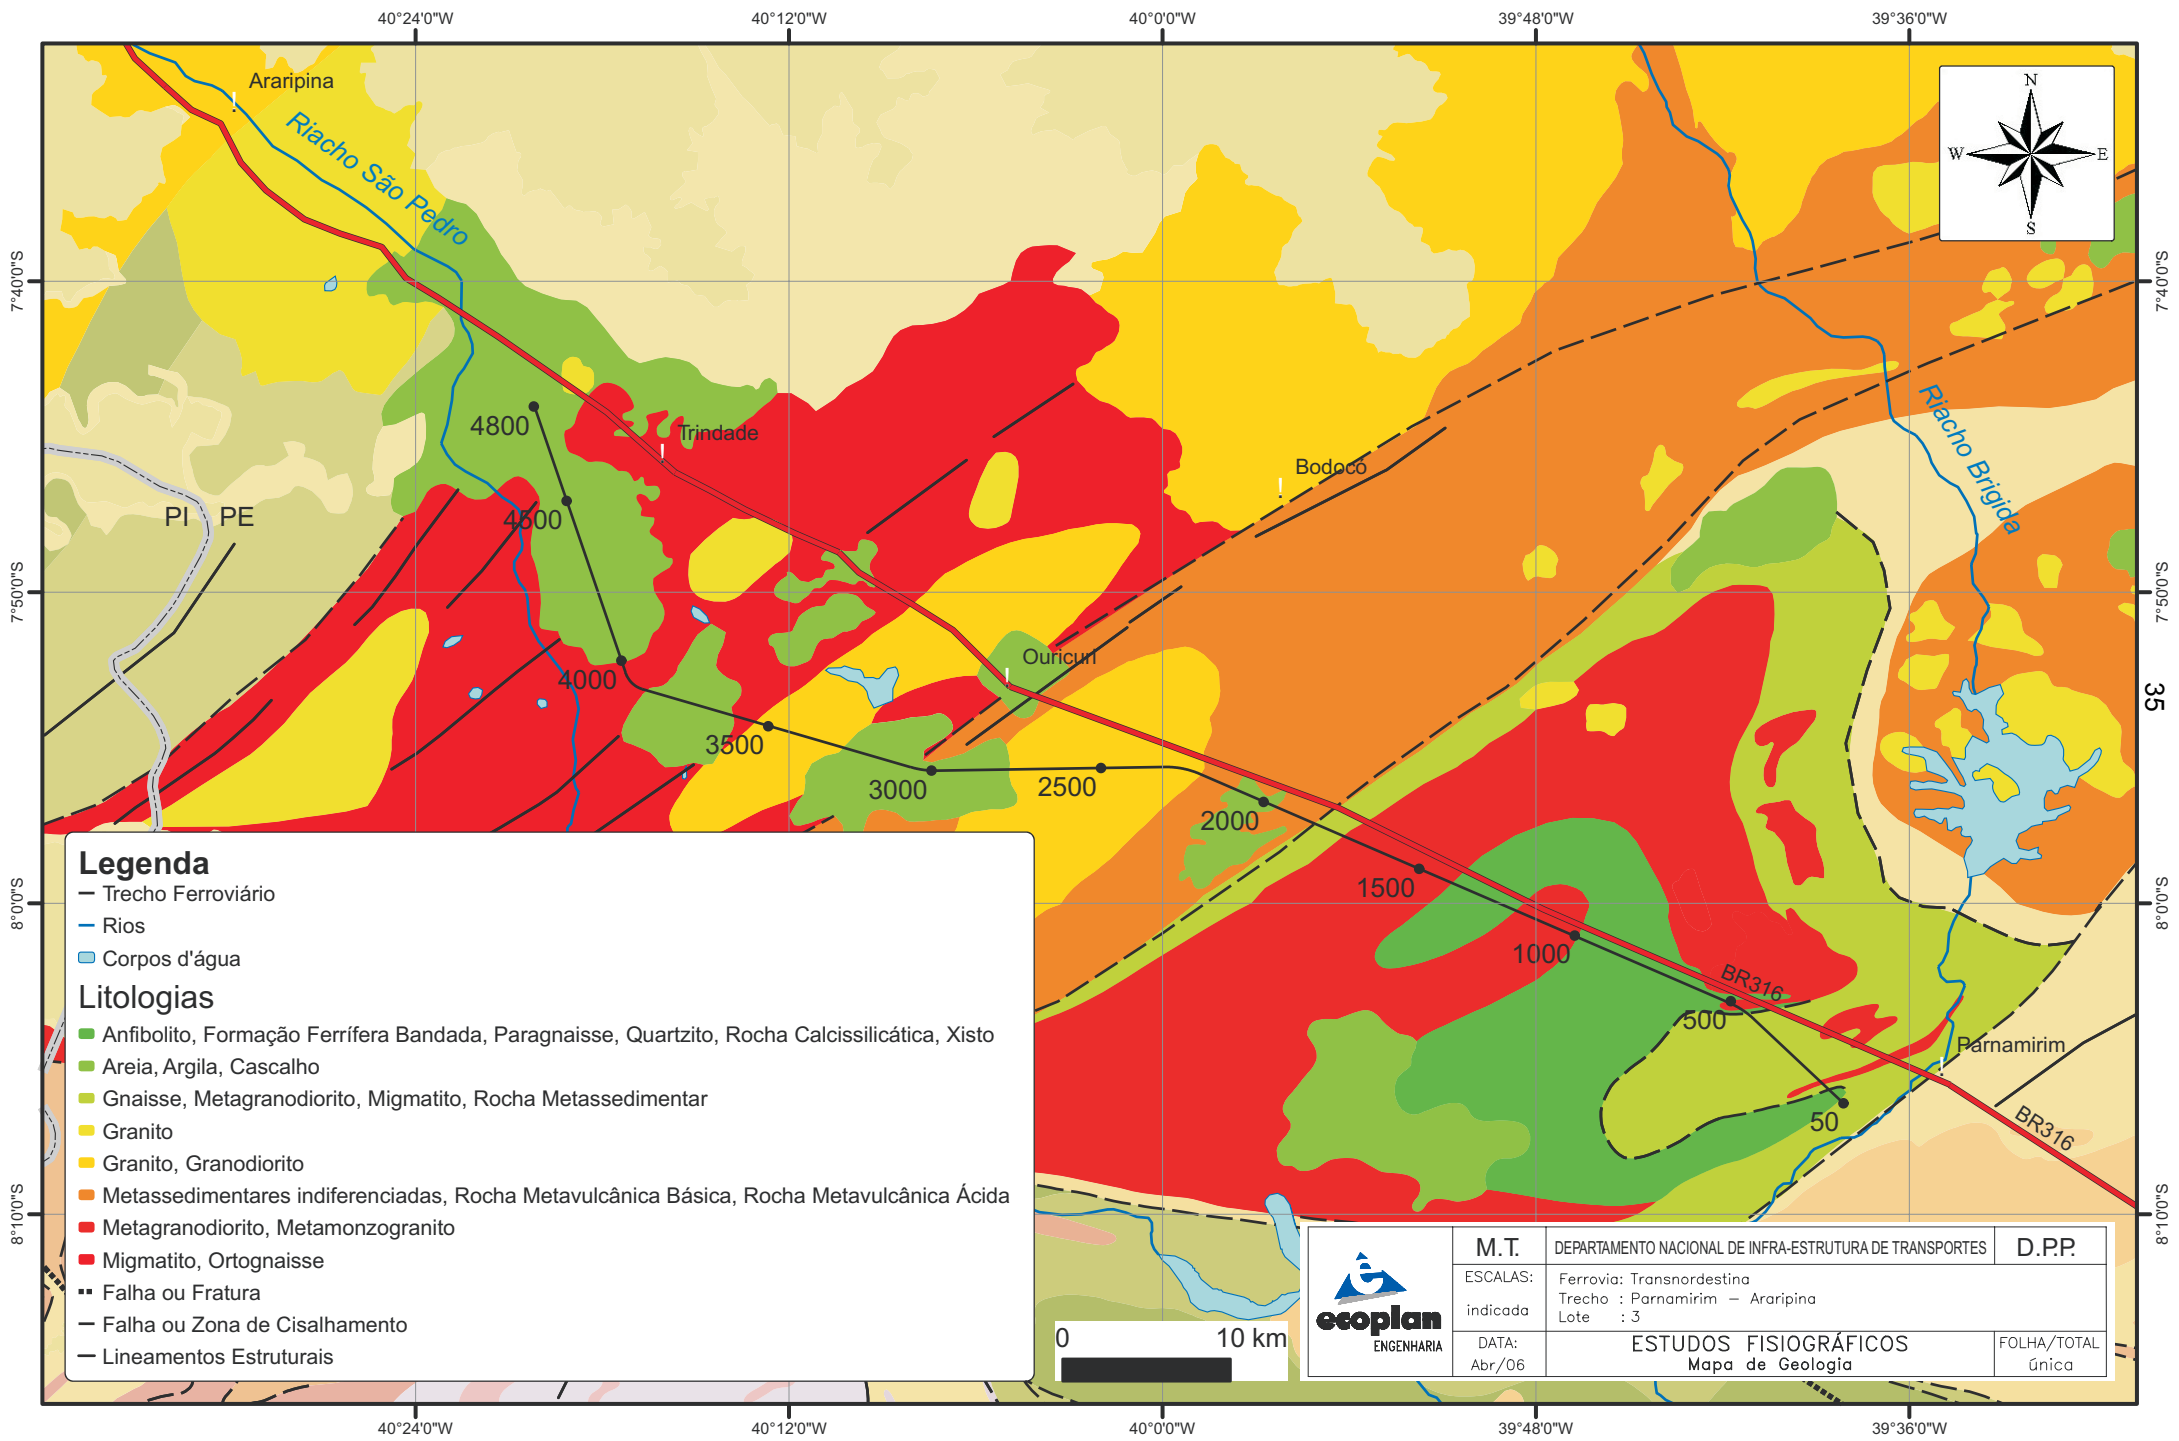 40°24'0"W
40°12'0"W
40°0'0"W
39°48'0"W
39°36'0"W
Araripina
Riacho São Pedro
N
W
E
S
7°40'0"S
7°40'0"S
4800
Trindade
Bodocó
Riacho Brigida
PI
PE
4500
7°50'0"S
7°50'0"S
4000
Ouricuri
3500
35
3000
2500
2000
1500
8°0'0"S
8°0'0"S
1000
BR316
500
Parnamirim
50
BR316
8°10'0"S
8°10'0"S
Legenda
Trecho Ferroviário
Rios
Corpos d'água
Litologias
Anfibolito, Formação Ferrífera Bandada, Paragnaisse, Quartzito, Rocha Calcissilicática, Xisto
Areia, Argila, Cascalho
Gnaisse, Metagranodiorito, Migmatito, Rocha Metassedimentar
Granito
Granito, Granodiorito
Metassedimentares indiferenciadas, Rocha Metavulcânica Básica, Rocha Metavulcânica Ácida
Metagranodiorito, Metamonzogranito
Migmatito, Ortognaisse
Falha ou Fratura
Falha ou Zona de Cisalhamento
Lineamentos Estruturais
0 10 km
ecoplan
ENGENHARIA
M.T.
DEPARTAMENTO NACIONAL DE INFRA-ESTRUTURA DE TRANSPORTES
D.P.P.
ESCALAS:
indicada
Ferrovia: Transnordestina
Trecho : Parnamirim – Araripina
Lote : 3
DATA:
Abr/06
ESTUDOS FISIOGRÁFICOS
Mapa de Geologia
FOLHA/TOTAL
única
40°24'0"W
40°12'0"W
40°0'0"W
39°48'0"W
39°36'0"W